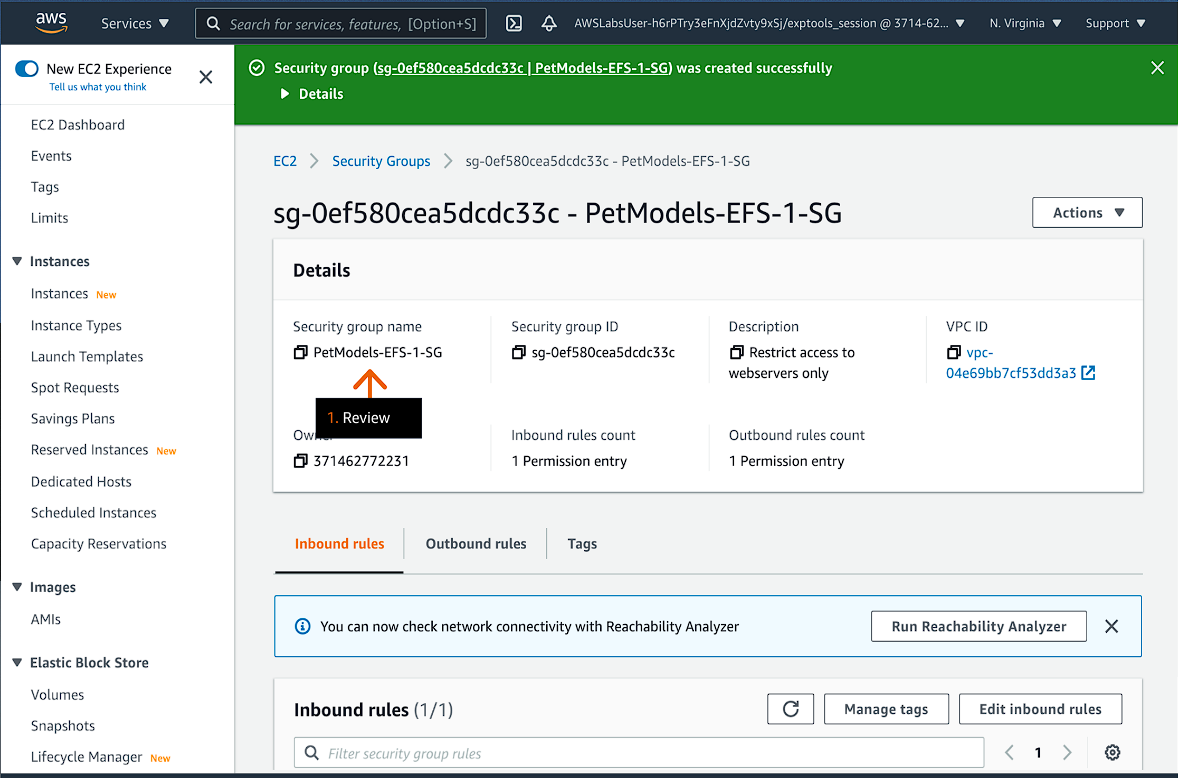 aws
Services ▼
Search for services, features, [Option+S]
AWSLabsUser-h6rPTry3eFnXjdZvty9xSj/exptools_session @ 3714-62... ▼
N. Virginia ▼
Support ▼
New EC2 Experience
Tell us what you think
EC2 Dashboard
Events
Tags
Limits
Instances
Instances New
Instance Types
Launch Templates
Spot Requests
Savings Plans
Reserved Instances New
Dedicated Hosts
Scheduled Instances
Capacity Reservations
Images
AMIs
Elastic Block Store
Volumes
Snapshots
Lifecycle Manager New
Security group (sg-0ef580cea5dcdc33c | PetModels-EFS-1-SG) was created successfully
Details
EC2 > Security Groups > sg-0ef580cea5dcdc33c - PetModels-EFS-1-SG
sg-0ef580cea5dcdc33c - PetModels-EFS-1-SG
Actions ▼
Details
Security group name
PetModels-EFS-1-SG
1. Review
Security group ID
sg-0ef580cea5dcdc33c
Description
Restrict access to
webservers only
VPC ID
vpc-
04e69bb7cf53dd3a3
Owner
371462772231
Inbound rules count
1 Permission entry
Outbound rules count
1 Permission entry
Inbound rules
Outbound rules
Tags
You can now check network connectivity with Reachability Analyzer
Run Reachability Analyzer
Inbound rules (1/1)
Manage tags
Edit inbound rules
Filter security group rules
1